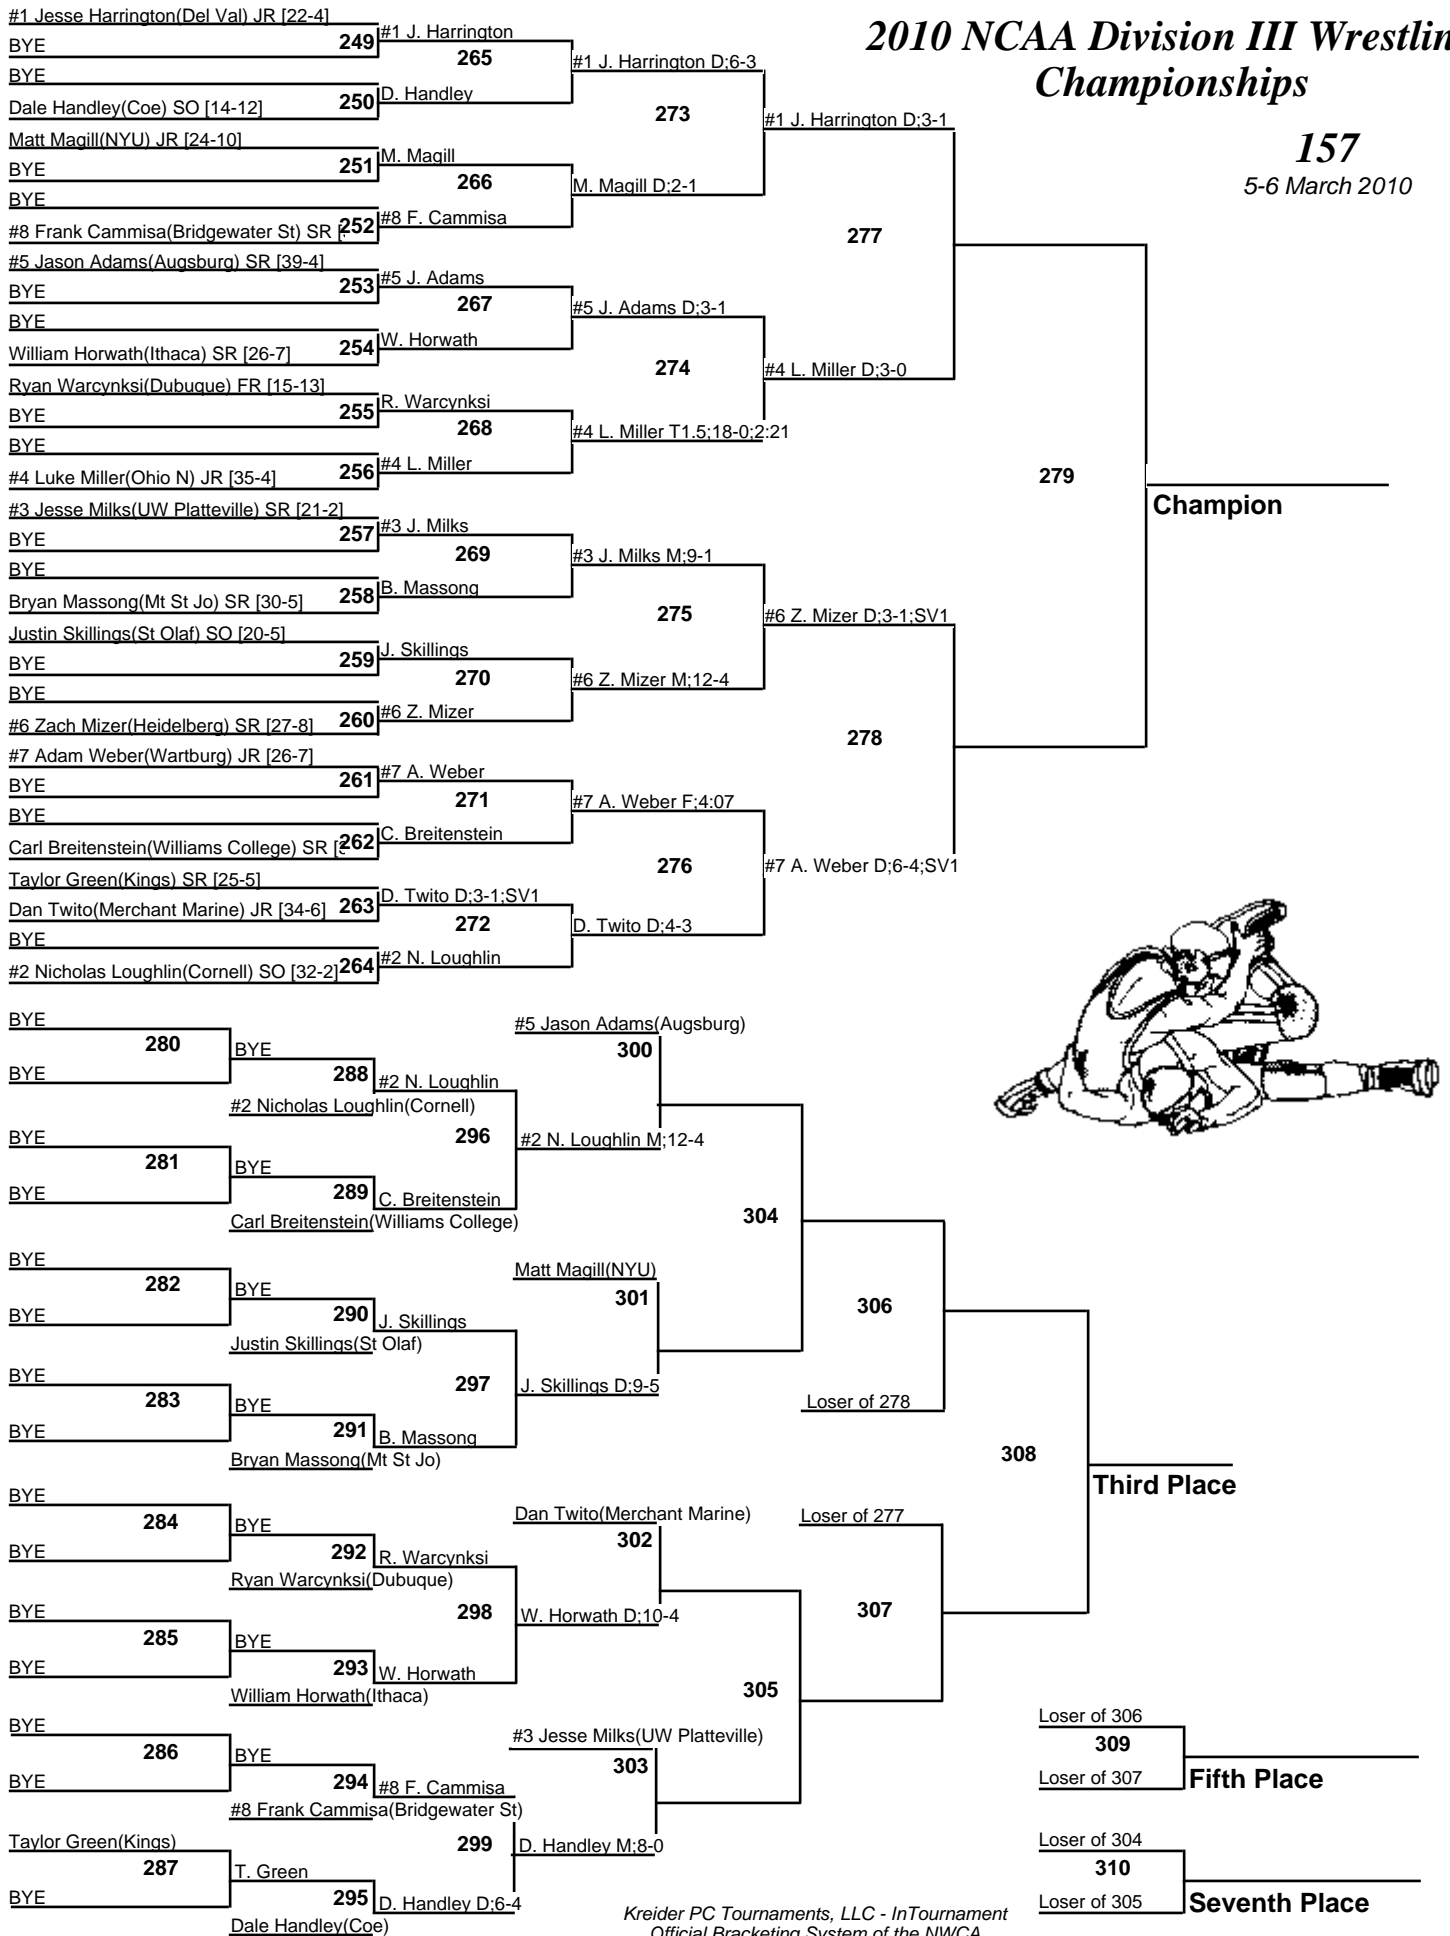 2010 NCAA Division III Wrestlin
Championships
157
5-6 March 2010
#1 Jesse Harrington(Del Val) JR [22-4]
BYE
249
BYE
Dale Handley(Coe) SO [14-12]
250
Matt Magill(NYU) JR [24-10]
BYE
251
BYE
#8 Frank Cammisa(Bridgewater St) SR [
252
#5 Jason Adams(Augsburg) SR [39-4]
BYE
253
BYE
William Horwath(Ithaca) SR [26-7]
254
Ryan Warcynksi(Dubuque) FR [15-13]
BYE
255
BYE
#4 Luke Miller(Ohio N) JR [35-4]
256
#3 Jesse Milks(UW Platteville) SR [21-2]
BYE
257
BYE
Bryan Massong(Mt St Jo) SR [30-5]
258
Justin Skillings(St Olaf) SO [20-5]
BYE
259
BYE
#6 Zach Mizer(Heidelberg) SR [27-8]
260
#7 Adam Weber(Wartburg) JR [26-7]
BYE
261
BYE
Carl Breitenstein(Williams College) SR [
262
Taylor Green(Kings) SR [25-5]
Dan Twito(Merchant Marine) JR [34-6]
263
BYE
#2 Nicholas Loughlin(Cornell) SO [32-2]
264
#1 J. Harrington
265
D. Handley
M. Magill
266
#8 F. Cammisa
#5 J. Adams
267
W. Horwath
R. Warcynksi
268
#4 L. Miller
#3 J. Milks
269
B. Massong
J. Skillings
270
#6 Z. Mizer
#7 A. Weber
271
C. Breitenstein
D. Twito D;3-1;SV1
272
#2 N. Loughlin
#1 J. Harrington D;6-3
273
M. Magill D;2-1
#5 J. Adams D;3-1
274
#4 L. Miller T1.5;18-0;2:21
#3 J. Milks M;9-1
275
#6 Z. Mizer M;12-4
#7 A. Weber F;4:07
276
D. Twito D;4-3
#1 J. Harrington D;3-1
277
#4 L. Miller D;3-0
#6 Z. Mizer D;3-1;SV1
278
#7 A. Weber D;6-4;SV1
279
Champion
BYE
280
BYE
BYE
288
#2 Nicholas Loughlin(Cornell)
BYE
281
BYE
BYE
289
Carl Breitenstein(Williams College)
BYE
282
BYE
BYE
290
Justin Skillings(St Olaf)
BYE
283
BYE
BYE
291
Bryan Massong(Mt St Jo)
BYE
284
BYE
BYE
292
Ryan Warcynksi(Dubuque)
BYE
285
BYE
BYE
293
William Horwath(Ithaca)
BYE
286
BYE
BYE
294
#8 Frank Cammisa(Bridgewater St)
Taylor Green(Kings)
287
BYE
T. Green
295
Dale Handley(Coe)
#2 N. Loughlin
296
C. Breitenstein
J. Skillings
297
B. Massong
R. Warcynksi
298
W. Horwath
#8 F. Cammisa
299
D. Handley D;6-4
#5 Jason Adams(Augsburg)
300
#2 N. Loughlin M;12-4
Matt Magill(NYU)
301
J. Skillings D;9-5
Dan Twito(Merchant Marine)
302
W. Horwath D;10-4
#3 Jesse Milks(UW Platteville)
303
D. Handley M;8-0
304
305
306
Loser of 278
Loser of 277
307
308
Third Place
Loser of 306
309
Loser of 307
Fifth Place
Loser of 304
310
Loser of 305
Seventh Place
Kreider PC Tournaments, LLC - InTournament
Official Bracketing System of the NWCA